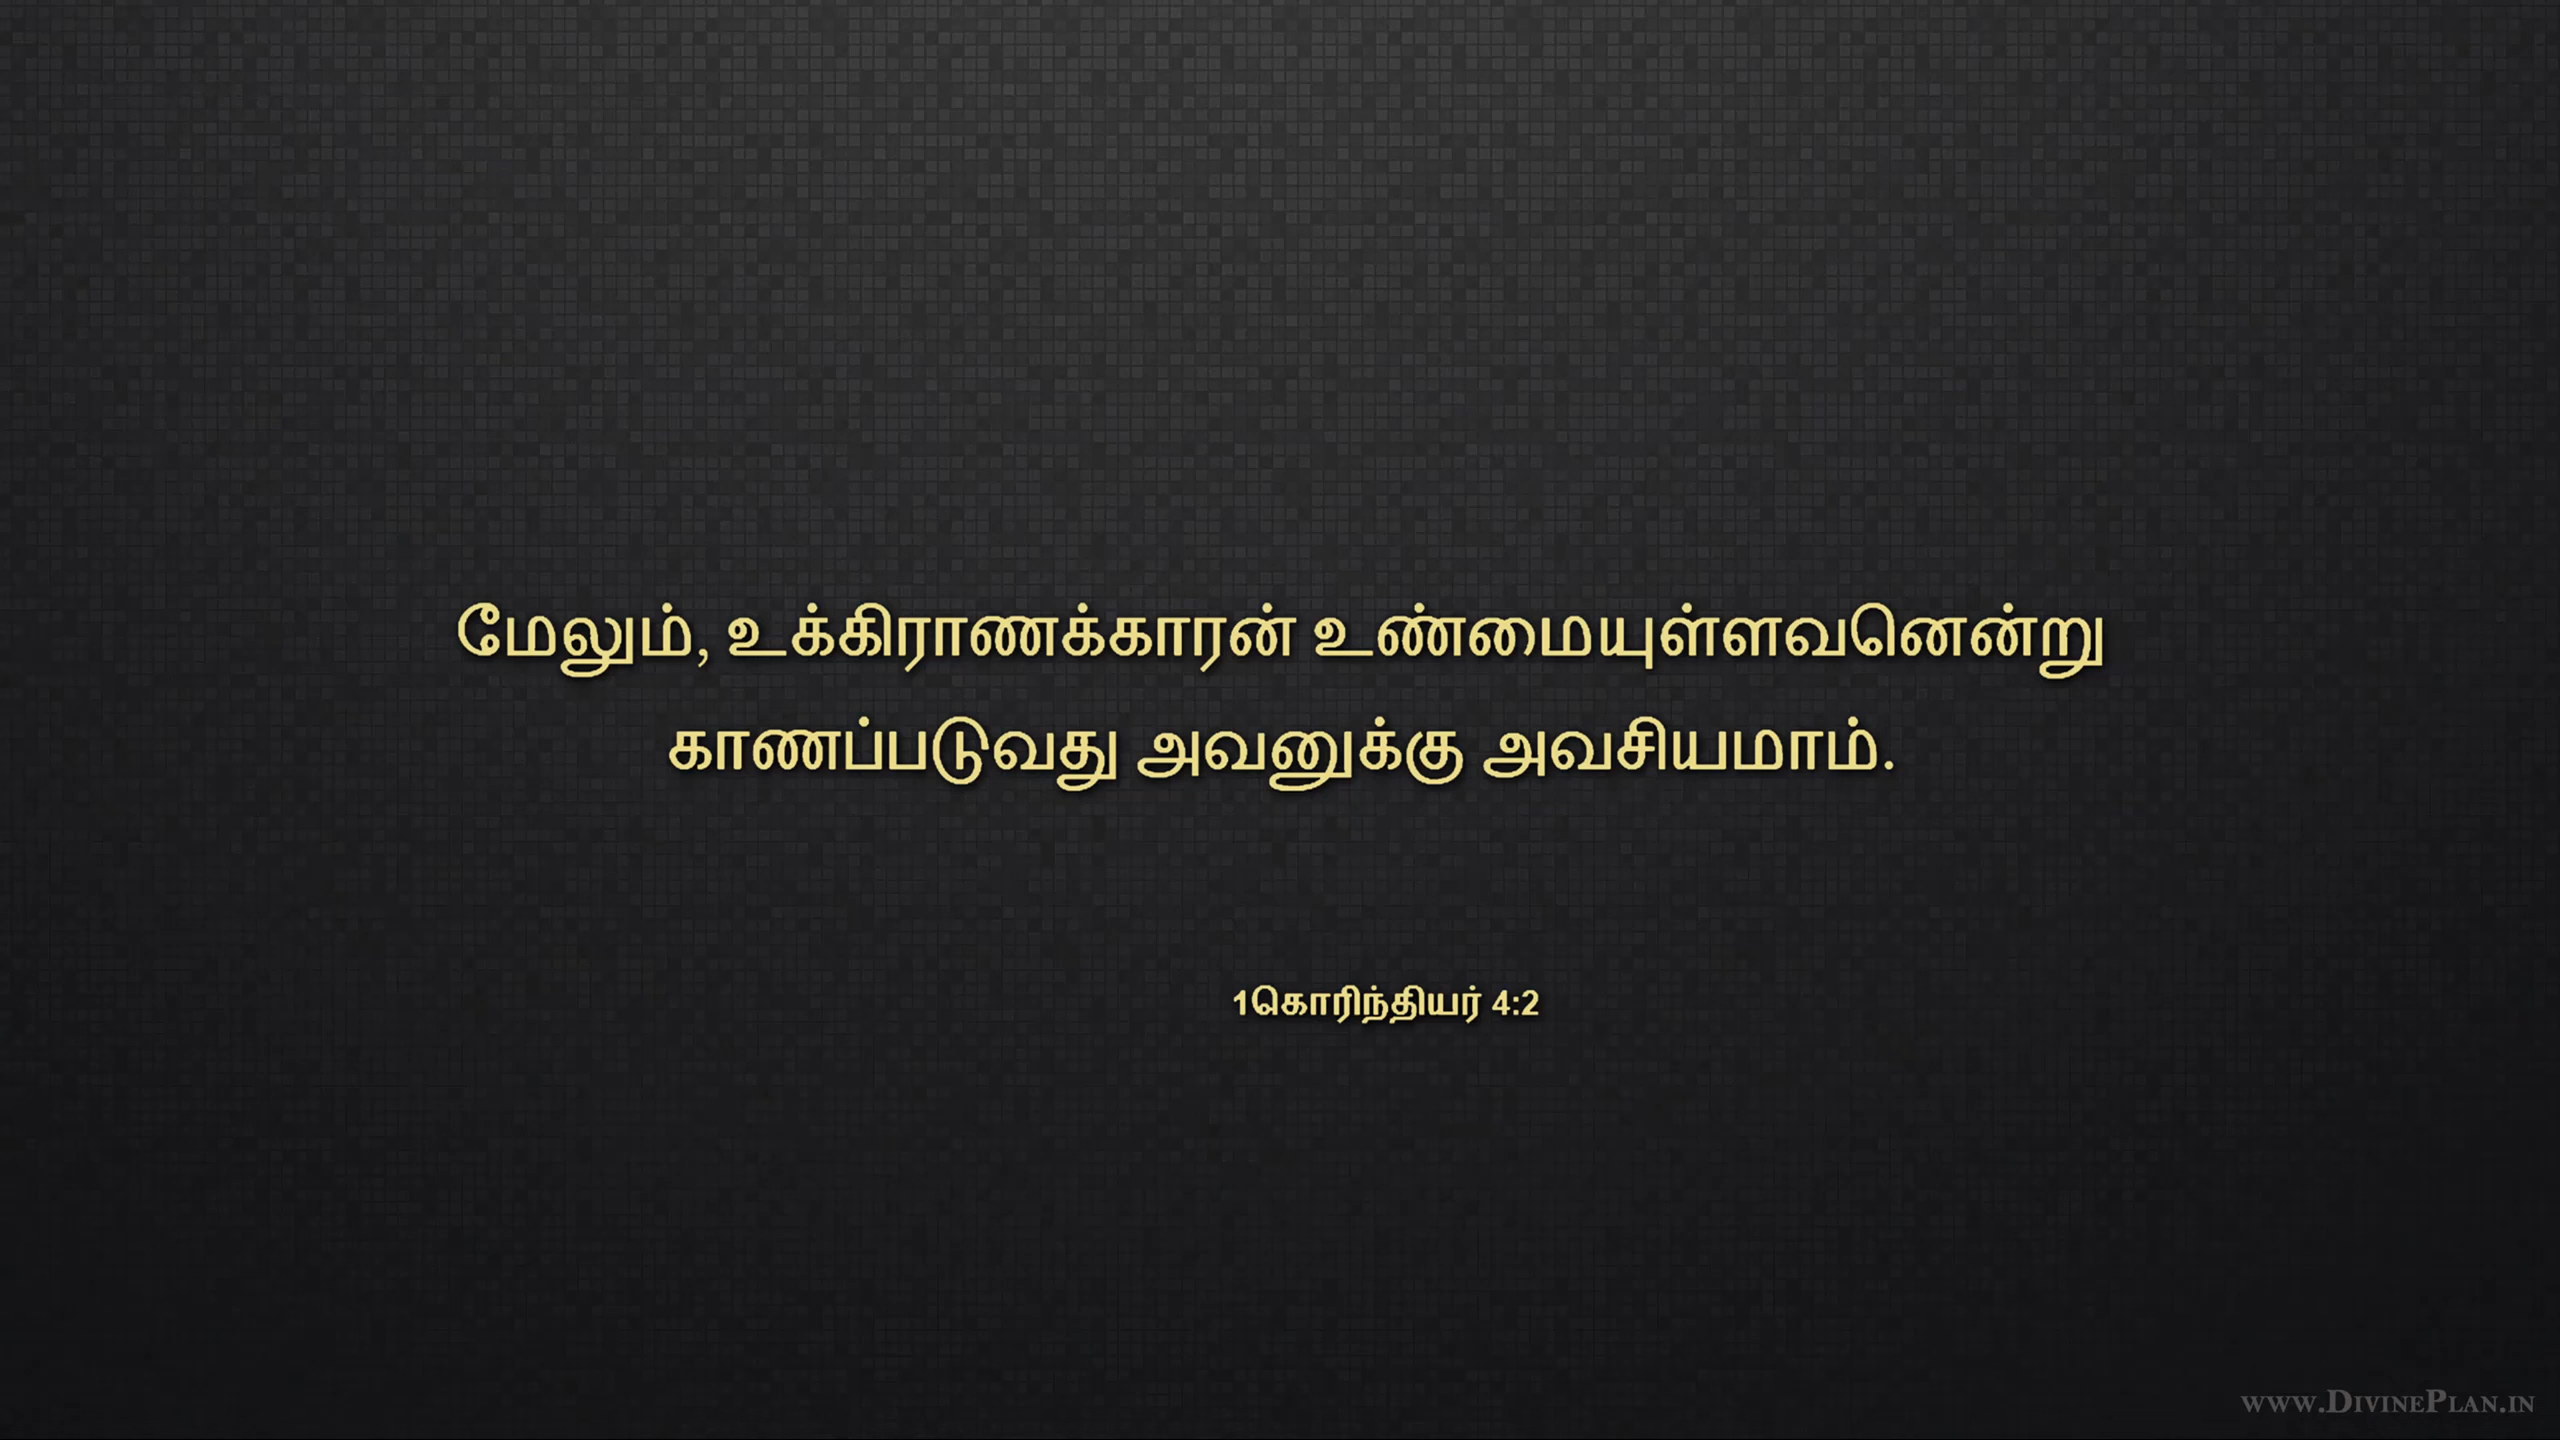 மேலும், உக்கிராணக்காரன் உண்மையுள்ளவனென்று
காணப்படுவது அவனுக்கு அவசியமாம்.
1கொரிந்தியர் 4:2
www.DivinePlan.in